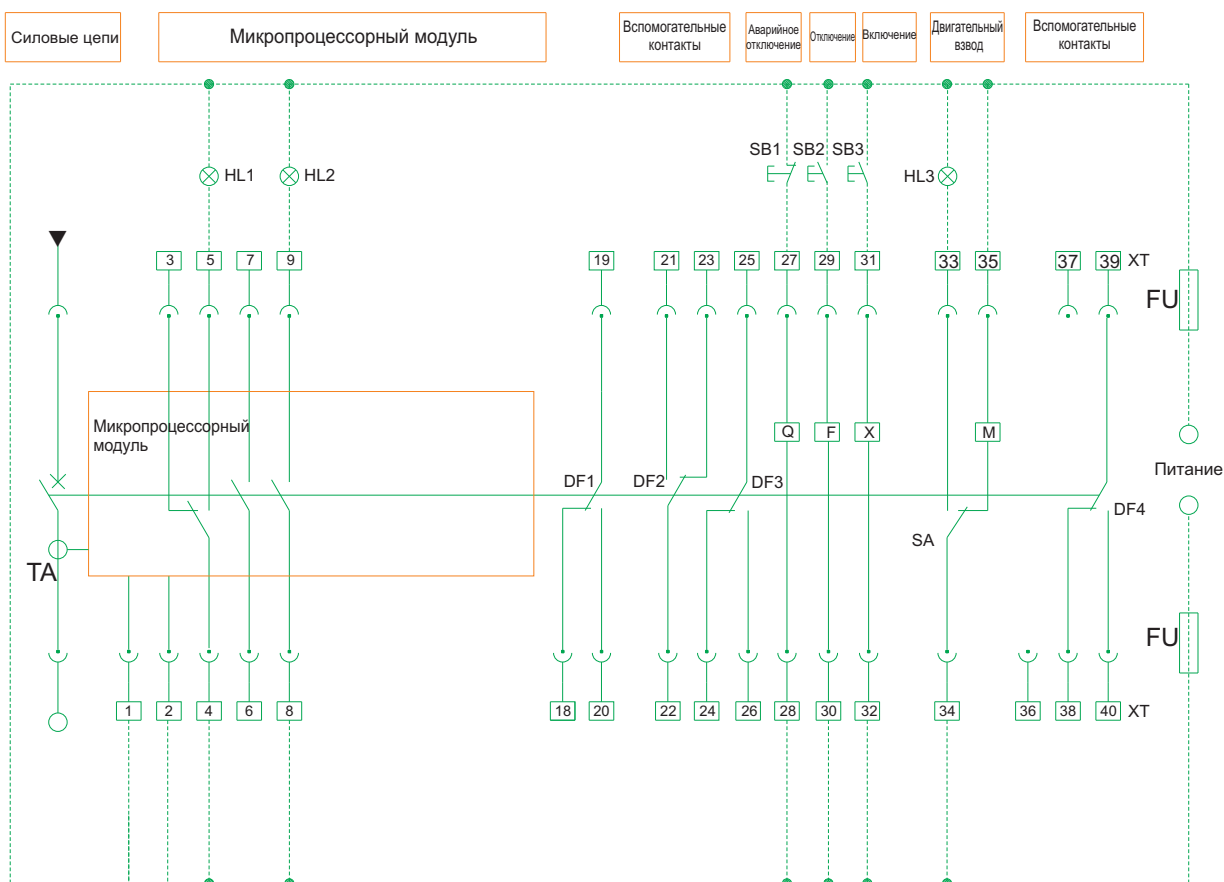 Силовые цепи
Микропроцессорный модуль
Вспомогательные
контакты
Аварийное
отключение
Отключение
Включение
Двигательный
взвод
Вспомогательные
контакты
SB1 SB2 SB3
HL1 HL2 HL3
3 5 7 9 19 21 23 25 27 29 31 33 35 37 39 XT
FU
Микропроцессорный
модуль
Q F X M
Питание
DF1 DF2 DF3
DF4
SA
TA
FU
1 2 4 6 8 18 20 22 24 26 28 30 32 34 36 38 40 XT